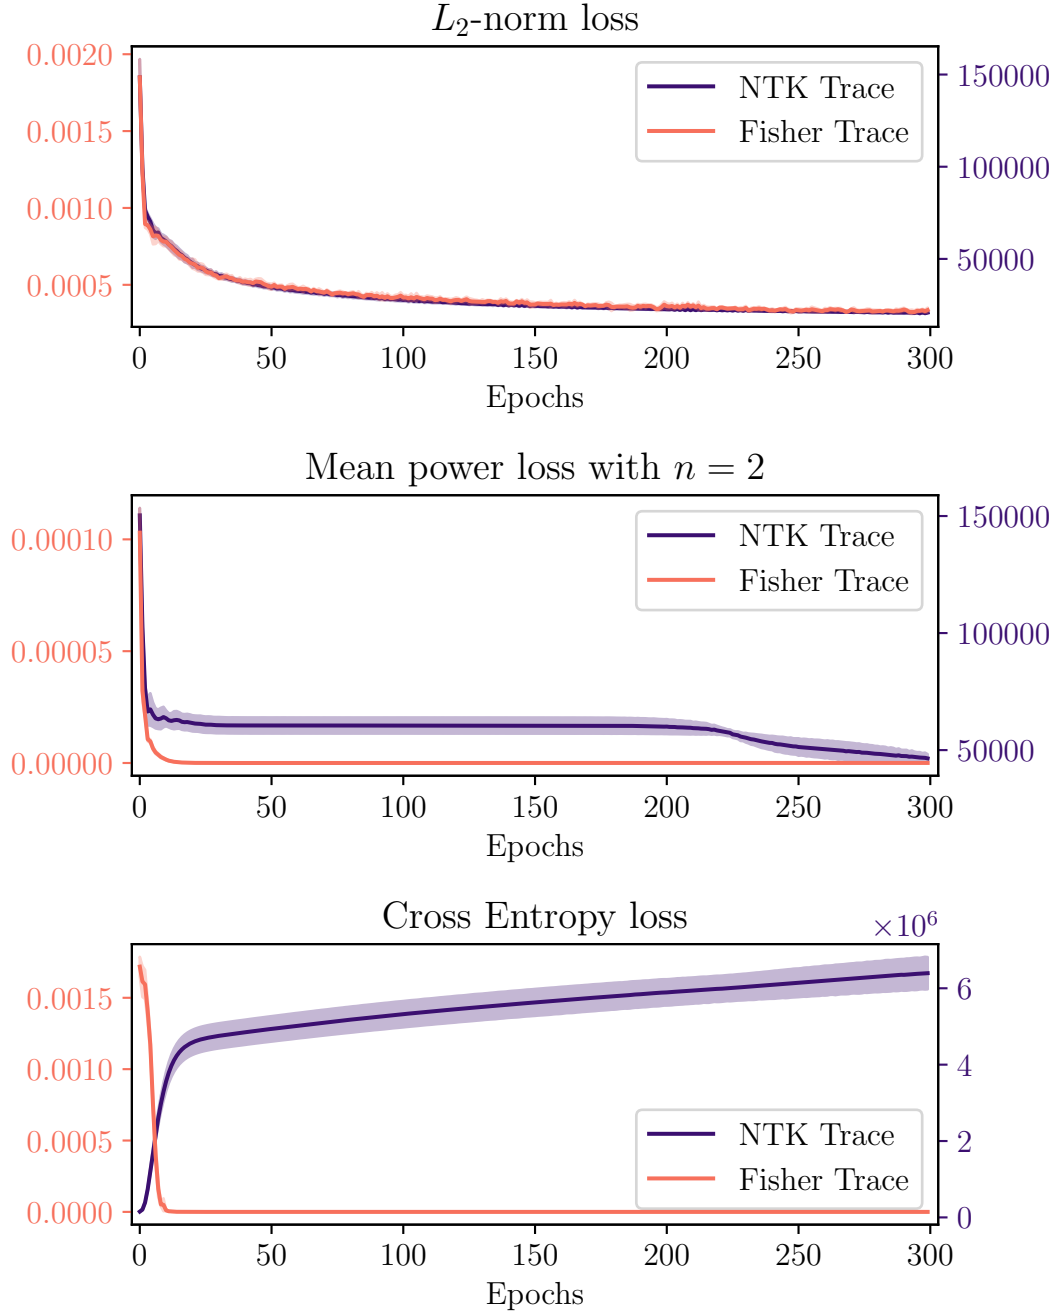 L₂-norm loss
0.0020
0.0015
0.0010
0.0005
150000
100000
50000
NTK Trace
Fisher Trace
0 50 100 150 200 250 300
Epochs
Mean power loss with n = 2
0.00010
0.00005
0.00000
150000
100000
50000
NTK Trace
Fisher Trace
0 50 100 150 200 250 300
Epochs
Cross Entropy loss
×10⁶
0.0015
0.0010
0.0005
0.0000
6
4
2
0
NTK Trace
Fisher Trace
0 50 100 150 200 250 300
Epochs